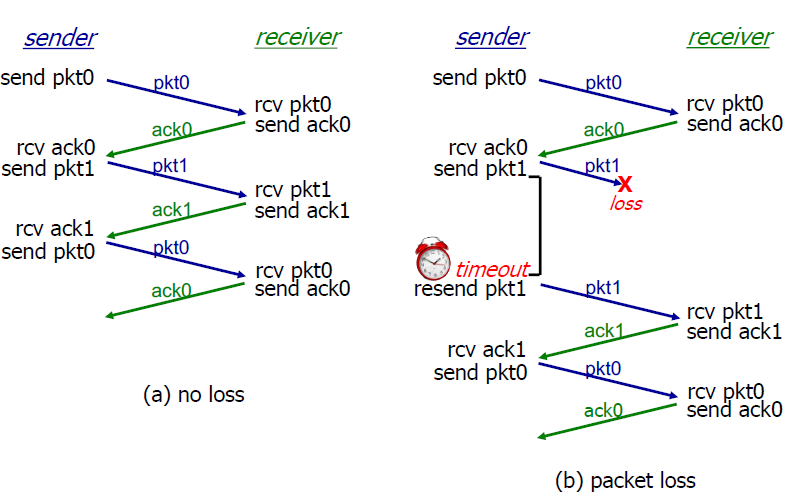 sender
receiver
send pkt0
pkt0
rcv pkt0
send ack0
ack0
rcv ack0
send pkt1
pkt1
rcv pkt1
send ack1
ack1
rcv ack1
send pkt0
pkt0
rcv pkt0
send ack0
ack0
(a) no loss
sender
receiver
send pkt0
pkt0
rcv pkt0
send ack0
ack0
rcv ack0
send pkt1
pkt1
X
loss
timeout
resend pkt1
pkt1
rcv pkt1
send ack1
ack1
rcv ack1
send pkt0
pkt0
rcv pkt0
send ack0
ack0
(b) packet loss